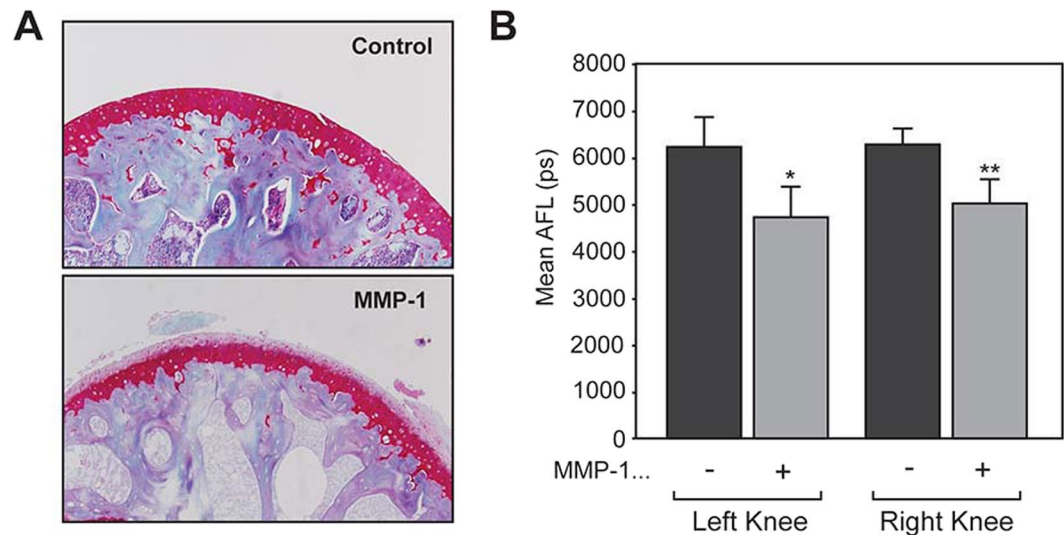 A
Control
MMP-1
B
Mean AFL (ps)
8000
7000
6000
5000
4000
3000
2000
1000
0
*
**
MMP-1... - + - +
Left Knee Right Knee